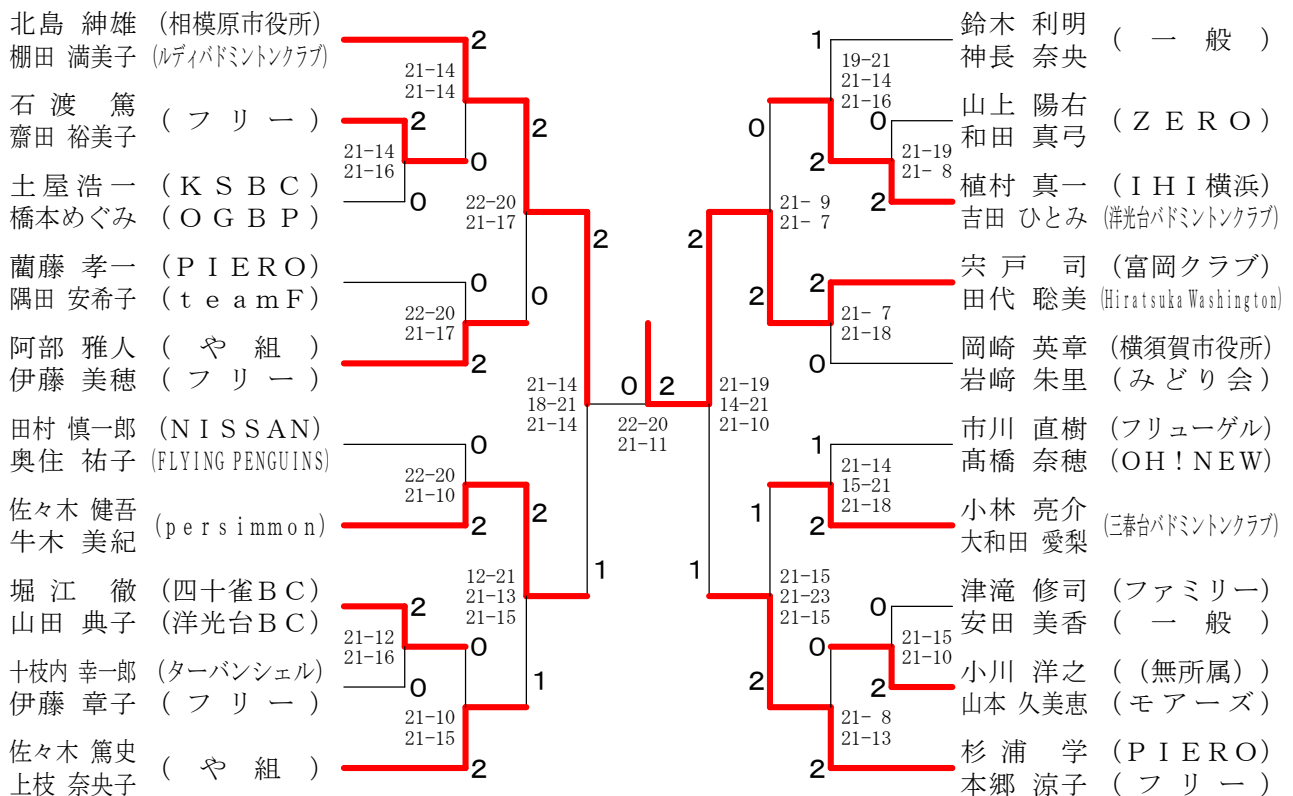 北島 紳雄 (相模原市役所)
棚田 満美子 (ルディバドミントンクラブ)
2
21-14
21-14
石渡 篤
齋田 裕美子
(フリー)
2
21-14
21-16
0
2
土屋浩一 (KSBC)
橋本めぐみ (OGBP)
0
22-20
21-17
2
藺藤 孝一 (PIERO)
隅田 安希子 (teamF)
0
22-20
21-17
0
阿部 雅人 (や組)
伊藤 美穂 (フリー)
2
21-14
18-21
21-14
田村 慎一郎 (NISSAN)
奥住 祐子 (FLYING PENGUINS)
0
22-20
21-10
佐々木 健吾
牛木 美紀
(persimmon)
2
2
12-21
21-13
21-15
1
堀江 徹 (四十雀BC)
山田 典子 (洋光台BC)
2
21-12
21-16
0
十枝内 幸一郎 (ターバンシェル)
伊藤 章子 (フリー)
0
1
21-10
21-15
佐々木 篤史
上枝 奈央子
(や組)
2
0 2
22-20
21-11
鈴木 利明
神長 奈央
(一般)
1
19-21
21-14
21-16
山上 陽右
和田 真弓
(ZERO)
0
21-19
21- 8
0
2
植村 真一 (IHI横浜)
吉田 ひとみ (洋光台バドミントンクラブ)
2
21- 9
21- 7
2
宍戸 司 (富岡クラブ)
田代 聡美 (Hiratsuka Washington)
2
21- 7
21-18
2
岡崎 英章 (横須賀市役所)
岩﨑 朱里 (みどり会)
0
21-19
14-21
21-10
市川 直樹 (フリューゲル)
髙橋 奈穂 (OH!NEW)
1
21-14
15-21
21-18
小林 亮介
大和田 愛梨
(三春台バドミントンクラブ)
2
1
21-15
21-23
21-15
1
津滝 修司 (ファミリー)
安田 美香 (一般)
0
21-15
21-10
0
小川 洋之 ((無所属))
山本 久美恵 (モアーズ)
2
2
21- 8
21-13
杉浦 学 (PIERO)
本郷 涼子 (フリー)
2